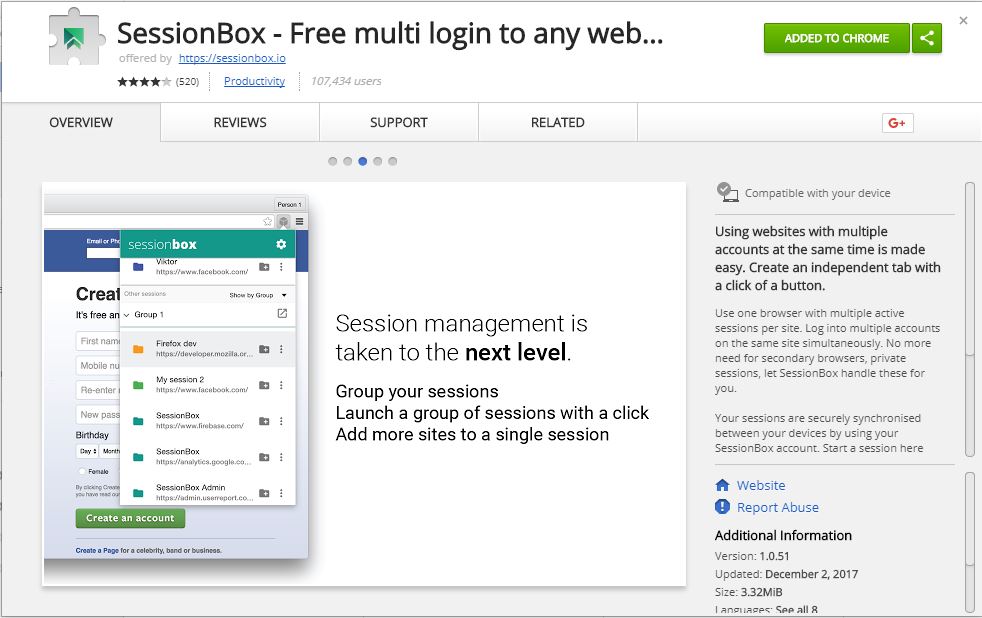 SessionBox - Free multi login to any web...
ADDED TO CHROME
offered by https://sessionbox.io
(520)
Productivity
107,434 users
OVERVIEW
REVIEWS
SUPPORT
RELATED
G+
Person 1
Email or Pho
sessionbox
Viktor
https://www.facebook.com/
Other sessions
Show by Group
Group 1
Firefox dev
https://developer.mozilla.or...
My session 2
https://www.facebook.com/
SessionBox
https://www.firebase.com/
SessionBox
https://analytics.google.co...
SessionBox Admin
https://admin.userreport.co...
Creat
It's free an
First name
Mobile nu
Re-enter
New pass
Birthday
Day
Month
Female
By clicking Create
you have read our
Create an account
Create a Page for a celebrity, band or business.
Session management is
taken to the next level.
Group your sessions
Launch a group of sessions with a click
Add more sites to a single session
Compatible with your device
Using websites with multiple
accounts at the same time is made
easy. Create an independent tab with
a click of a button.
Use one browser with multiple active
sessions per site. Log into multiple accounts
on the same site simultaneously. No more
need for secondary browsers, private
sessions, let SessionBox handle these for
you.
Your sessions are securely synchronised
between your devices by using your
SessionBox account. Start a session here
Website
Report Abuse
Additional Information
Version: 1.0.51
Updated: December 2, 2017
Size: 3.32MiB
Languages: See all 8